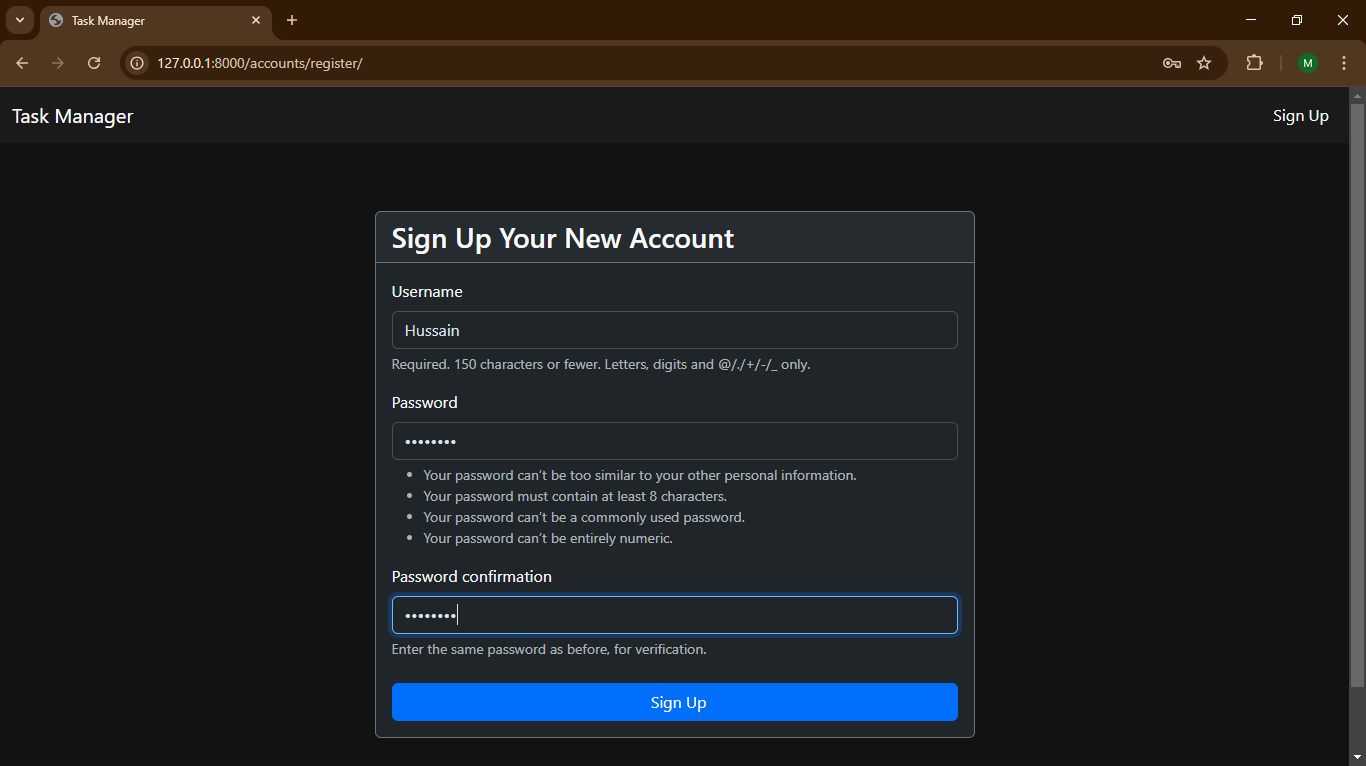 Task Manager
127.0.0.1:8000/accounts/register/
M
Task Manager
Sign Up
Sign Up Your New Account
Username
Hussain
Required. 150 characters or fewer. Letters, digits and @/./+/-/_ only.
Password
••••••••
• Your password can’t be too similar to your other personal information.
• Your password must contain at least 8 characters.
• Your password can’t be a commonly used password.
• Your password can’t be entirely numeric.
Password confirmation
••••••••
Enter the same password as before, for verification.
Sign Up